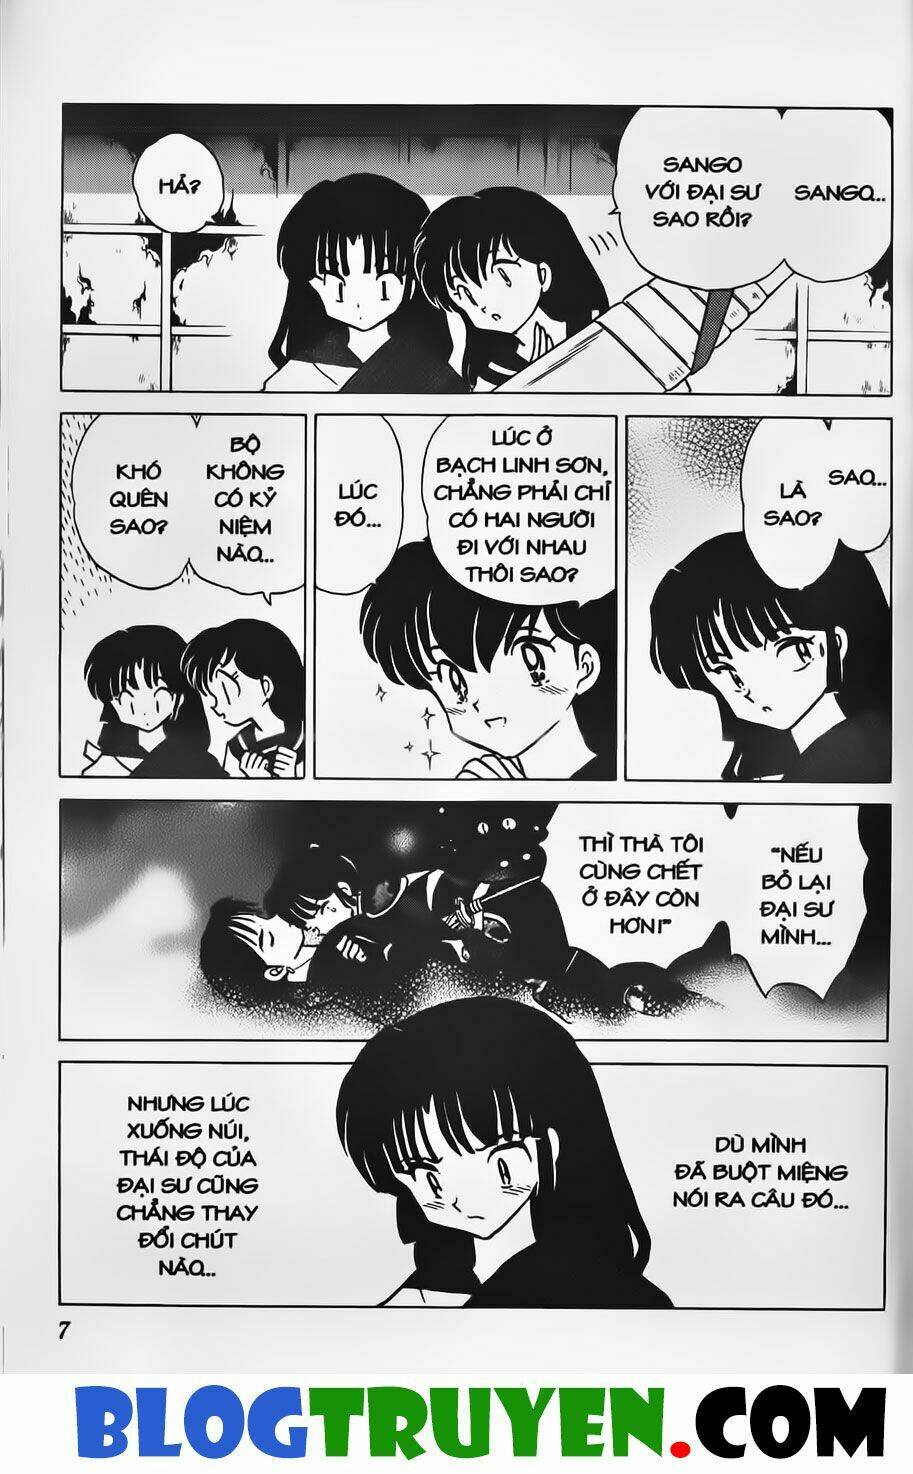 SANGO...
SANGO
VỚI ĐẠI SƯ
SAO RỒI?
HẢ?
SAO...
LÀ
SAO?
LÚC Ở
BẠCH LINH SƠN,
CHẲNG PHẢI CHỈ
CÓ HAI NGƯỜI
ĐI VỚI NHAU
THÔI SAO?
LÚC
ĐÓ...
BỘ
KHÔNG
CÓ KỶ
NIỆM
NÀO...
KHÓ
QUÊN
SAO?
"NẾU
BỎ LẠI
ĐẠI SƯ
MÌNH...
THÌ THÀ TÔI
CÙNG CHẾT
Ở ĐÂY CÒN
HƠN!"
DÙ MÌNH
ĐÃ BUỘT MIỆNG
NÓI RA CÂU ĐÓ...
NHƯNG LÚC
XUỐNG NÚI,
THÁI ĐỘ CỦA
ĐẠI SƯ CŨNG
CHẲNG THAY
ĐỔI CHÚT
NÀO...
7
BLOGTRUYEN.COM